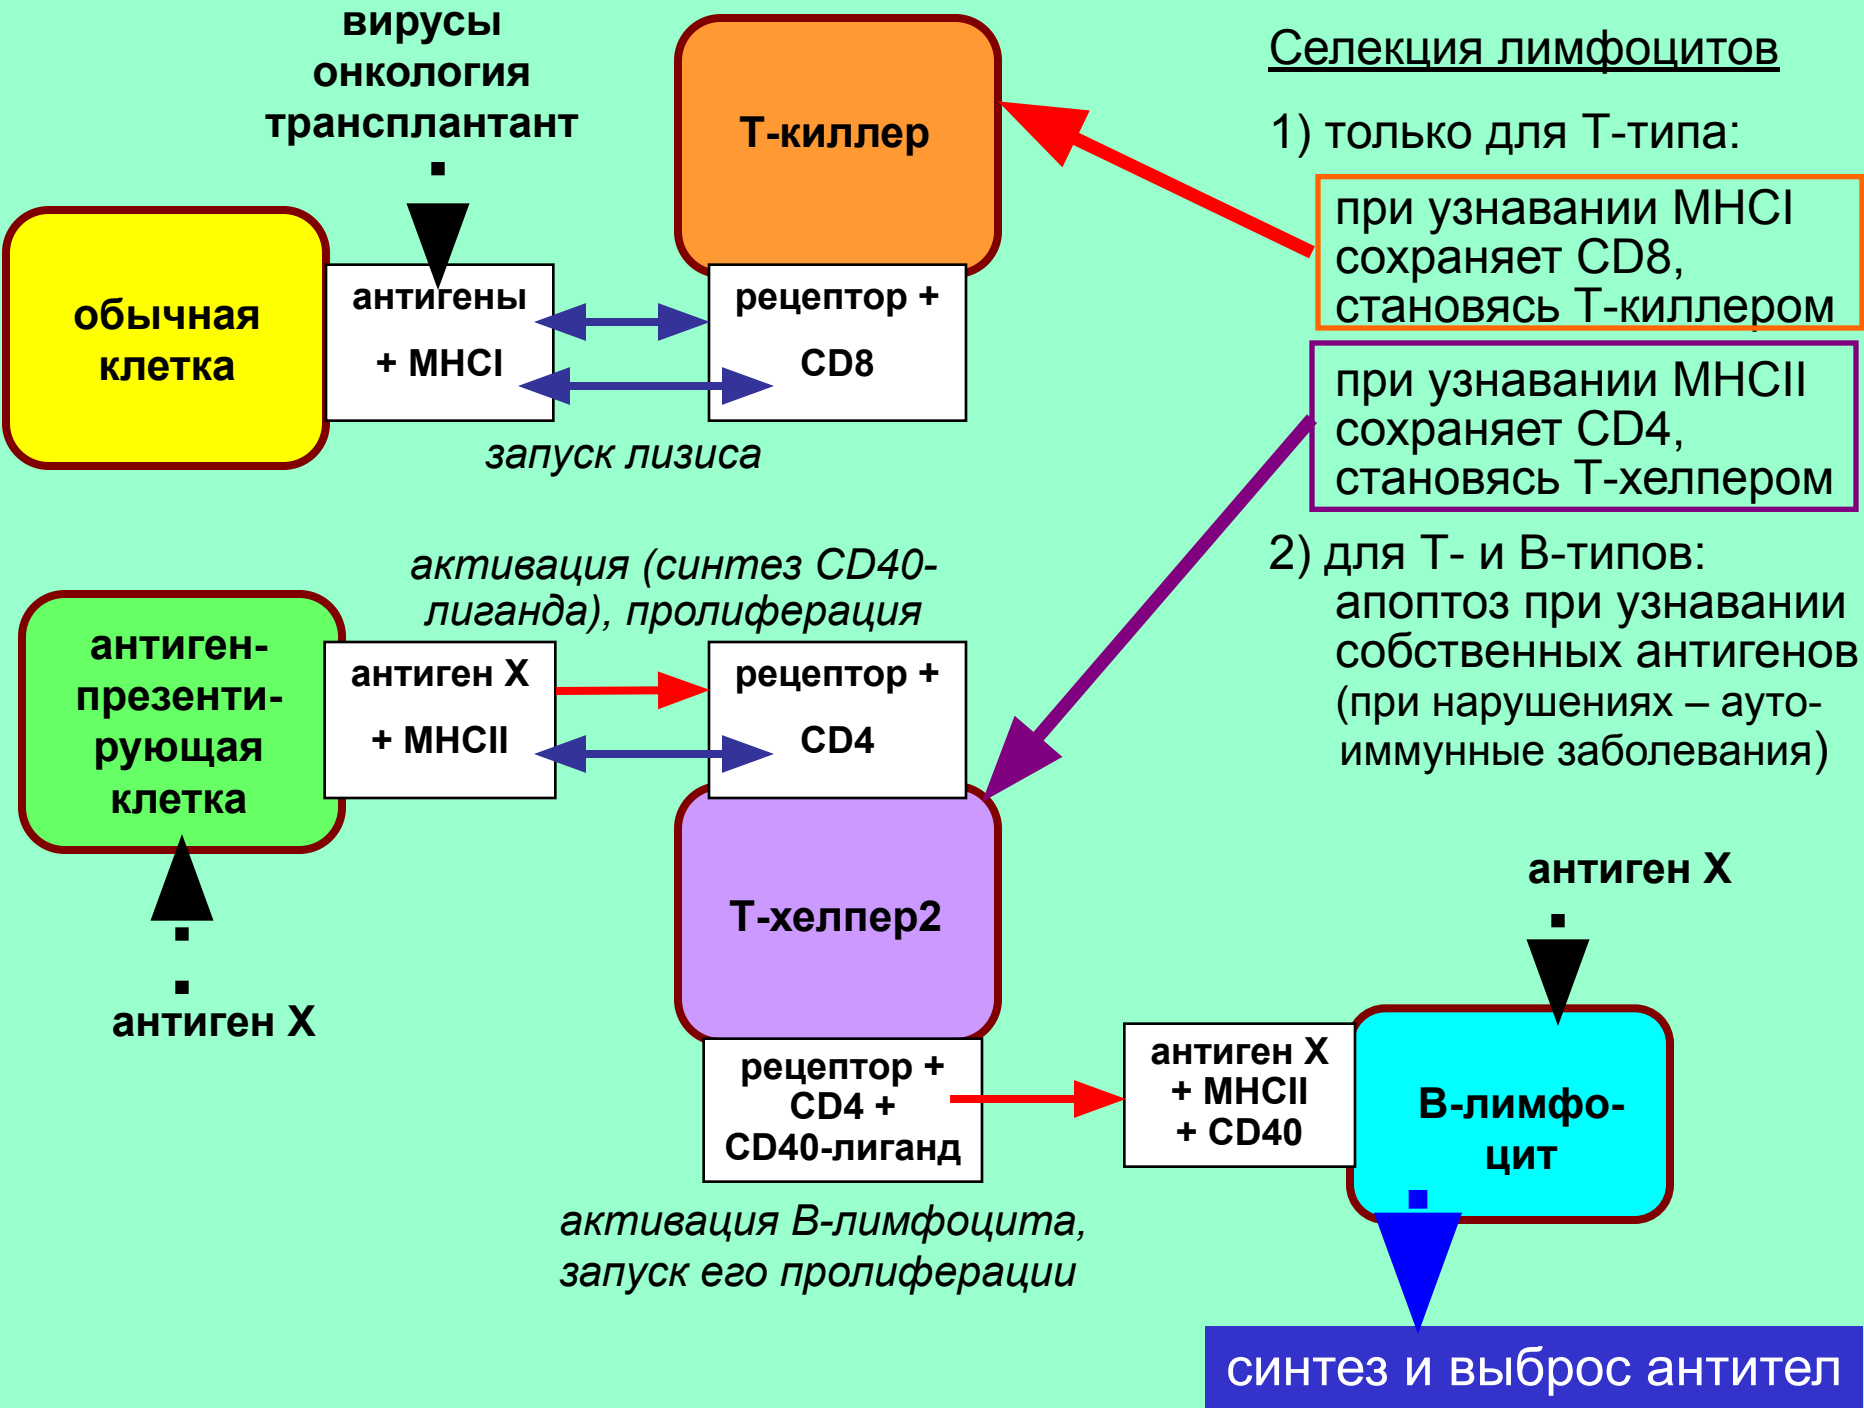 вирусы
онкология
трансплантант
Т-киллер
обычная
клетка
антигены
+ MHCI
рецептор +
CD8
запуск лизиса
Селекция лимфоцитов
1) только для Т-типа:
при узнавании MHCI
сохраняет CD8,
становясь Т-киллером
при узнавании MHCII
сохраняет CD4,
становясь Т-хелпером
2) для Т- и В-типов:
апоптоз при узнавании
собственных антигенов
(при нарушениях – ауто-
иммунные заболевания)
активация (синтез CD40-
лиганда), пролиферация
антиген-
презенти-
рующая
клетка
антиген X
+ MHCII
рецептор +
CD4
антиген X
Т-хелпер2
рецептор +
CD4 +
CD40-лиганд
активация В-лимфоцита,
запуск его пролиферации
антиген X
антиген X
+ MHCII
+ CD40
В-лимфо-
цит
синтез и выброс антител